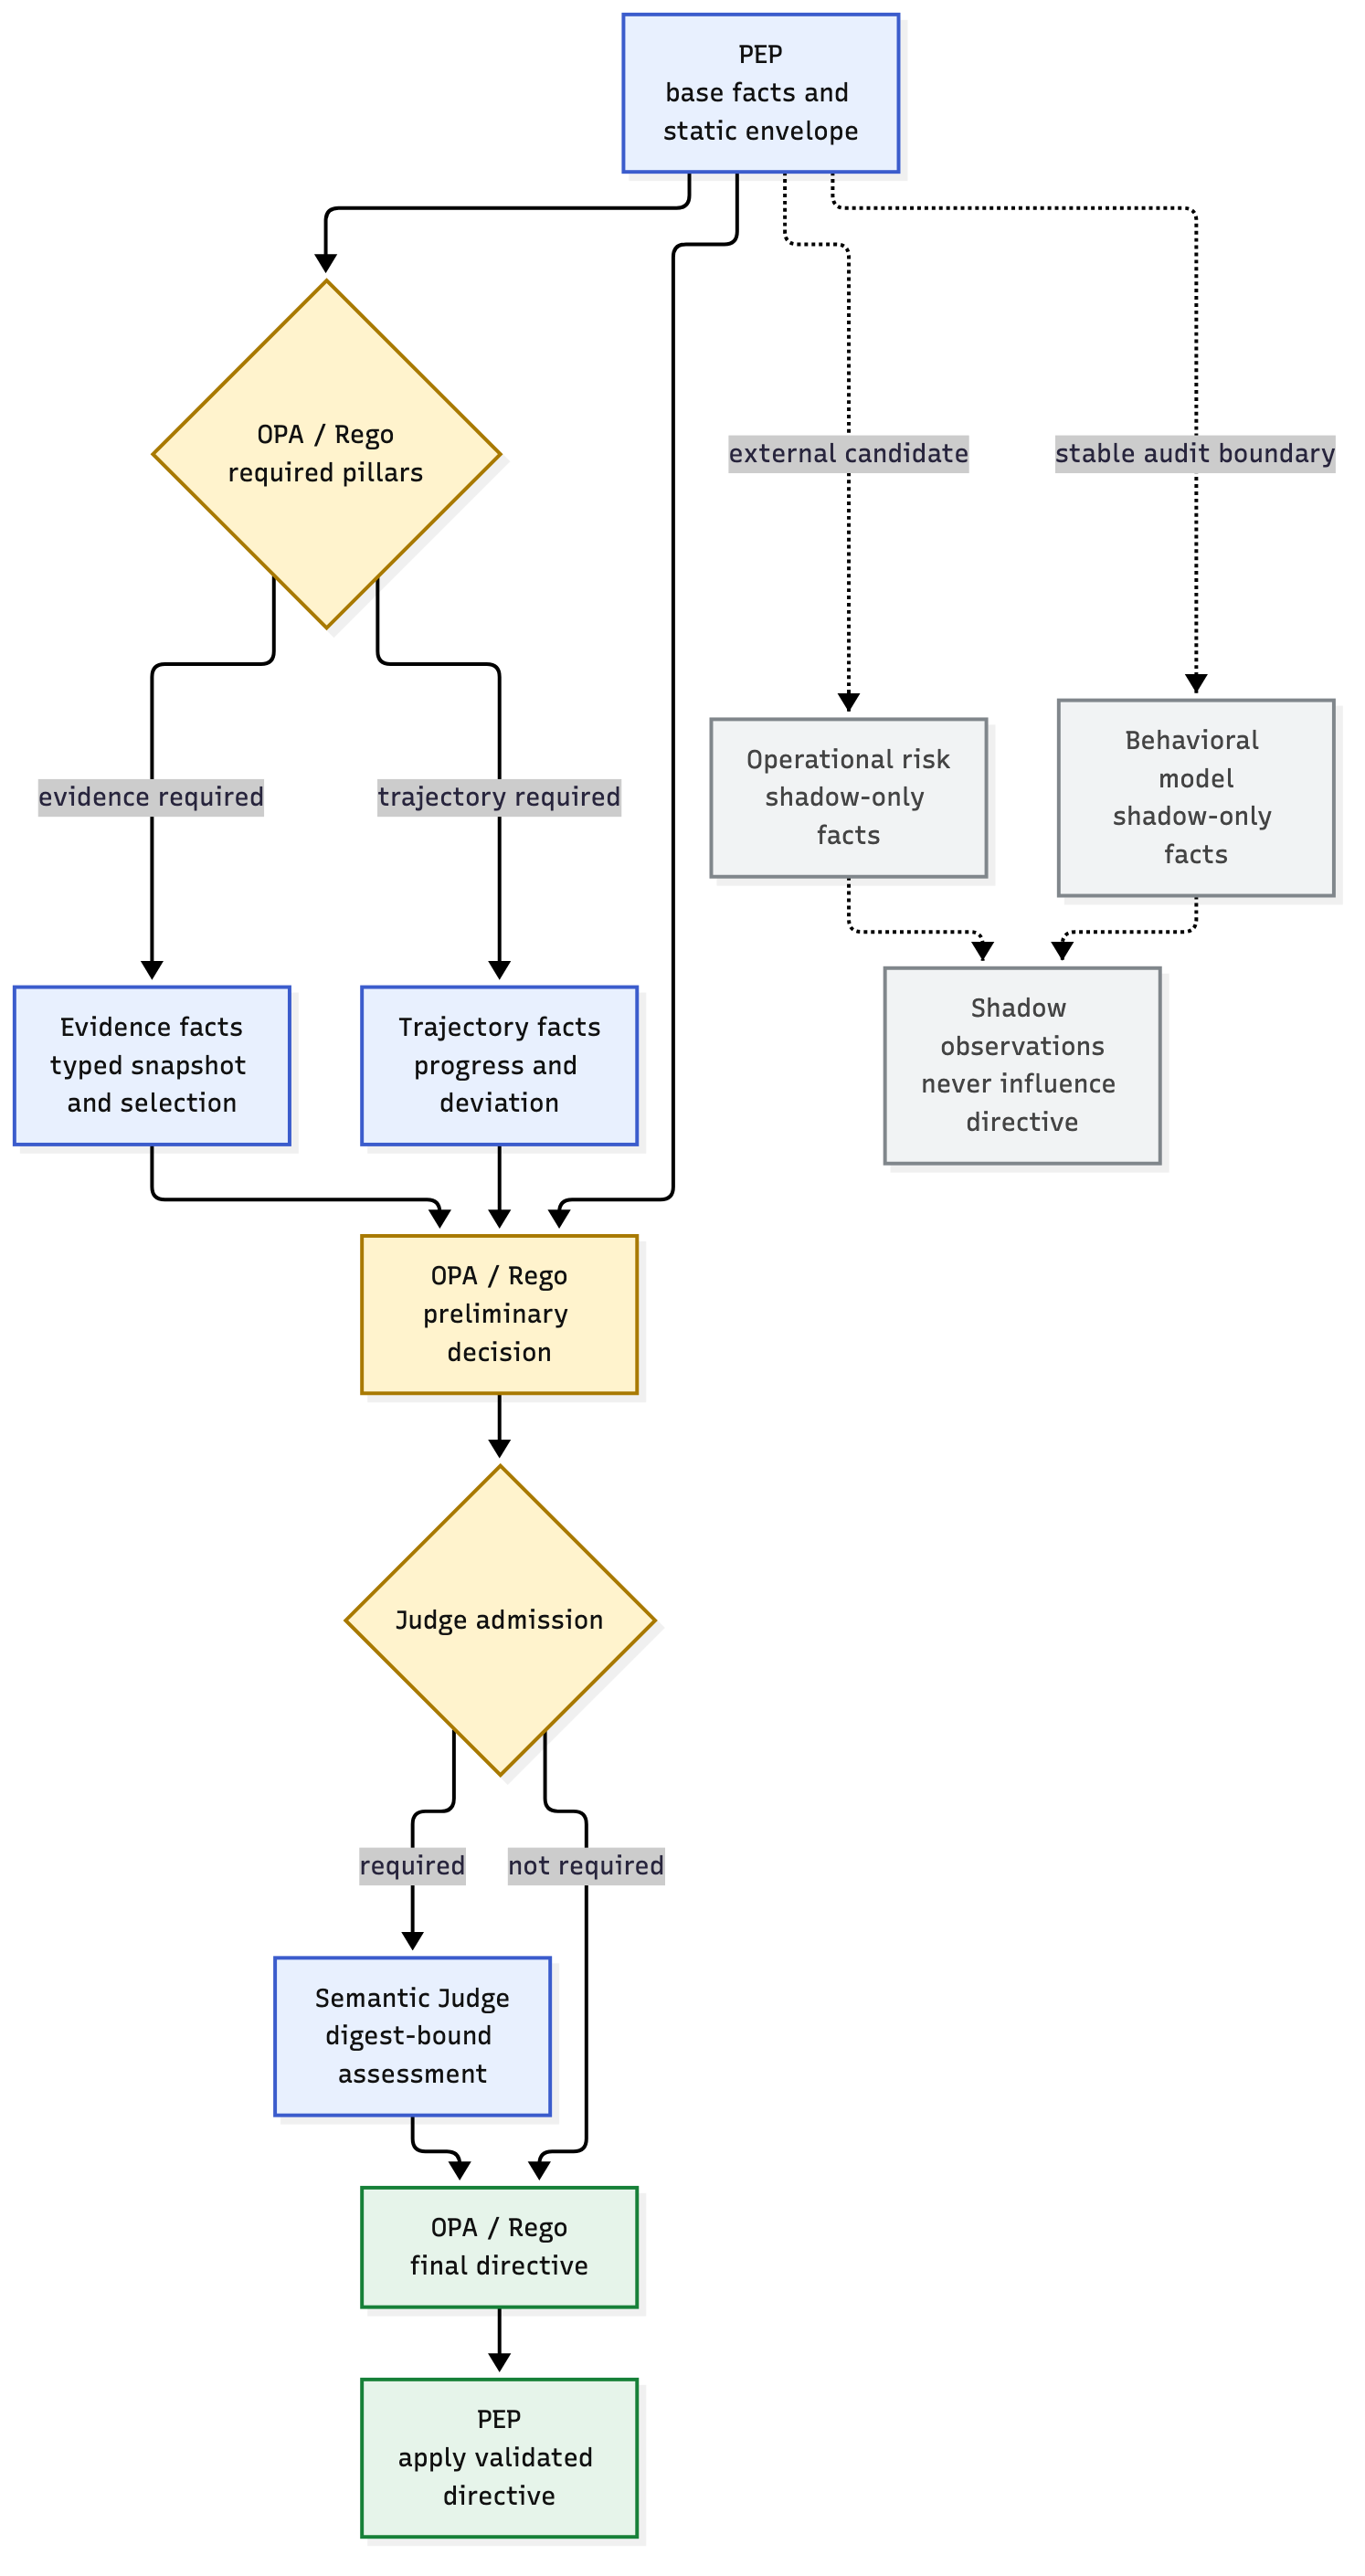 PEP
base facts and
static envelope
OPA / Rego
required pillars
external candidate
stable audit boundary
evidence required
trajectory required
Operational risk
shadow-only
facts
Behavioral
model
shadow-only
facts
Evidence facts
typed snapshot
and selection
Trajectory facts
progress and
deviation
Shadow
observations
never influence
directive
OPA / Rego
preliminary
decision
Judge admission
required
not required
Semantic Judge
digest-bound
assessment
OPA / Rego
final directive
PEP
apply validated
directive